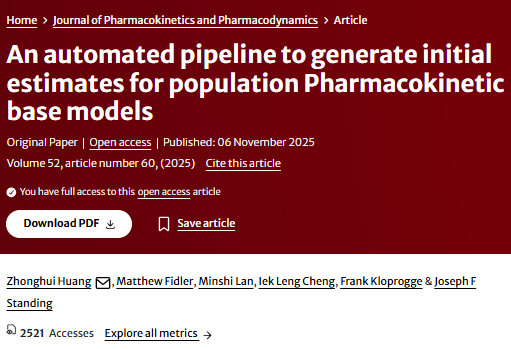 Home > Journal of Pharmacokinetics and Pharmacodynamics > Article
An automated pipeline to generate initial
estimates for population Pharmacokinetic
base models
Original Paper | Open access | Published: 06 November 2025
Volume 52, article number 60, (2025) Cite this article
You have full access to this open access article
Download PDF Save article
Zhonghui Huang, Matthew Fidler, Minshi Lan, Iek Leng Cheng, Frank Kloprogge & Joseph F
Standing
2521 Accesses Explore all metrics →